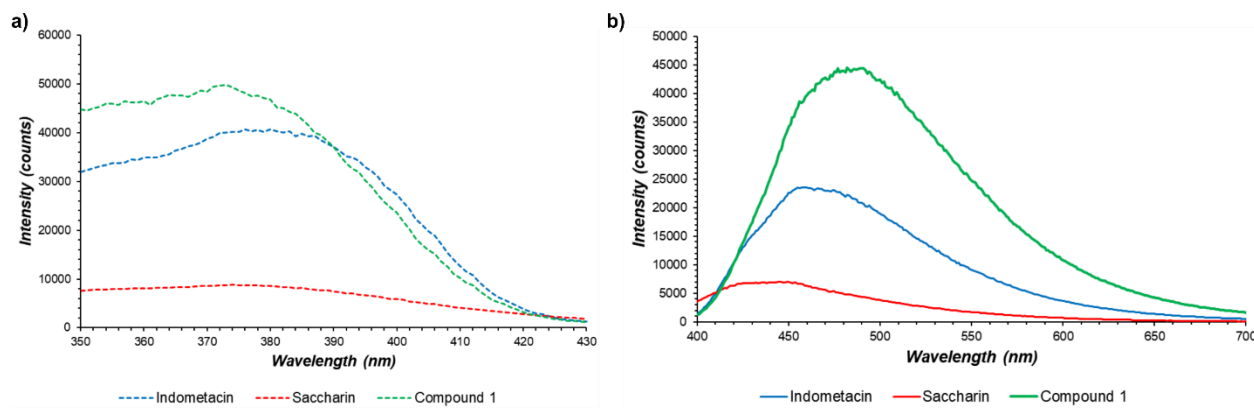 a)
60000
50000
40000
30000
20000
10000
0
Intensity (counts)
350 360 370 380 390 400 410 420 430
Wavelength (nm)
Indometacin Saccharin Compound 1
b)
50000
45000
40000
35000
30000
25000
20000
15000
10000
5000
0
Intensity (counts)
400 450 500 550 600 650 700
Wavelength (nm)
Indometacin Saccharin Compound 1